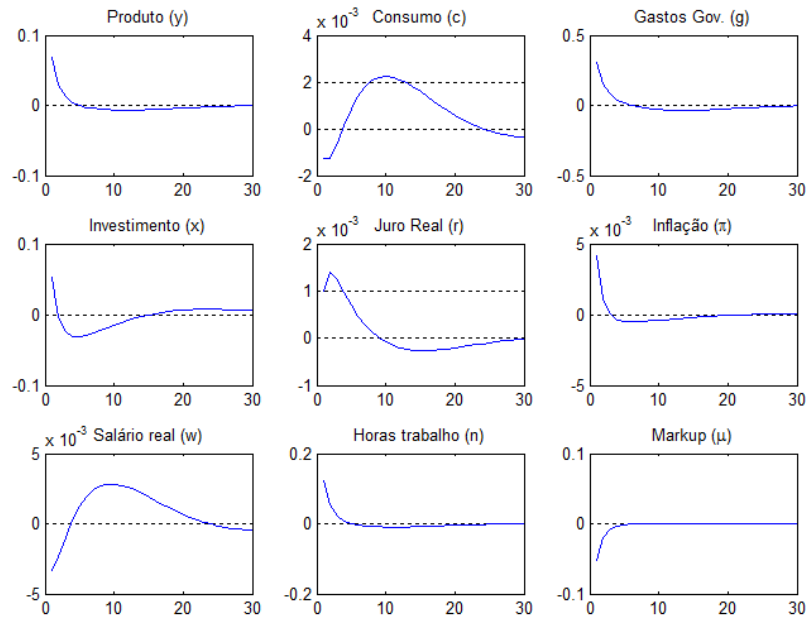 Produto (y)
0.1
0
-0.1
0 10 20 30
x 10⁻³ Consumo (c)
4
2
0
-2
0 10 20 30
Gastos Gov. (g)
0.5
0
-0.5
0 10 20 30
Investimento (x)
0.1
0
-0.1
0 10 20 30
x 10⁻³ Juro Real (r)
2
1
0
-1
0 10 20 30
x 10⁻³ Inflação (π)
5
0
-5
0 10 20 30
x 10⁻³ Salário real (w)
5
0
-5
0 10 20 30
Horas trabalho (n)
0.2
0
-0.2
0 10 20 30
Markup (μ)
0.1
0
-0.1
0 10 20 30